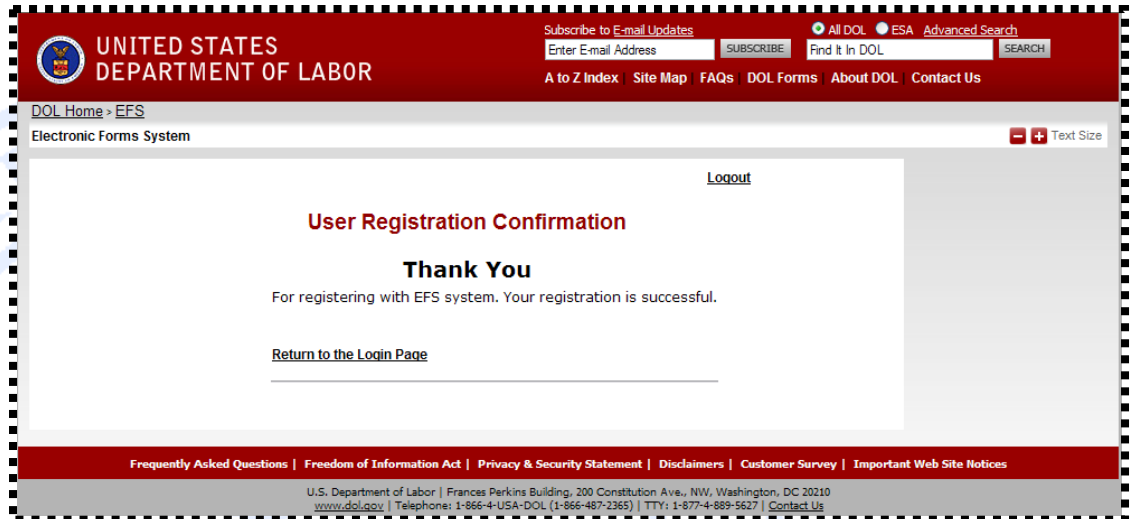 UNITED STATES
DEPARTMENT OF LABOR
Subscribe to E-mail Updates
All DOL ESA Advanced Search
Enter E-mail Address SUBSCRIBE Find It In DOL SEARCH
A to Z Index | Site Map | FAQs | DOL Forms | About DOL | Contact Us
DOL Home > EFS
Electronic Forms System
Text Size
Logout
User Registration Confirmation
Thank You
For registering with EFS system. Your registration is successful.
Return to the Login Page
Frequently Asked Questions | Freedom of Information Act | Privacy & Security Statement | Disclaimers | Customer Survey | Important Web Site Notices
U.S. Department of Labor | Frances Perkins Building, 200 Constitution Ave., NW, Washington, DC 20210
www.dol.gov | Telephone: 1-866-4-USA-DOL (1-866-487-2365) | TTY: 1-877-4-889-5627 | Contact Us